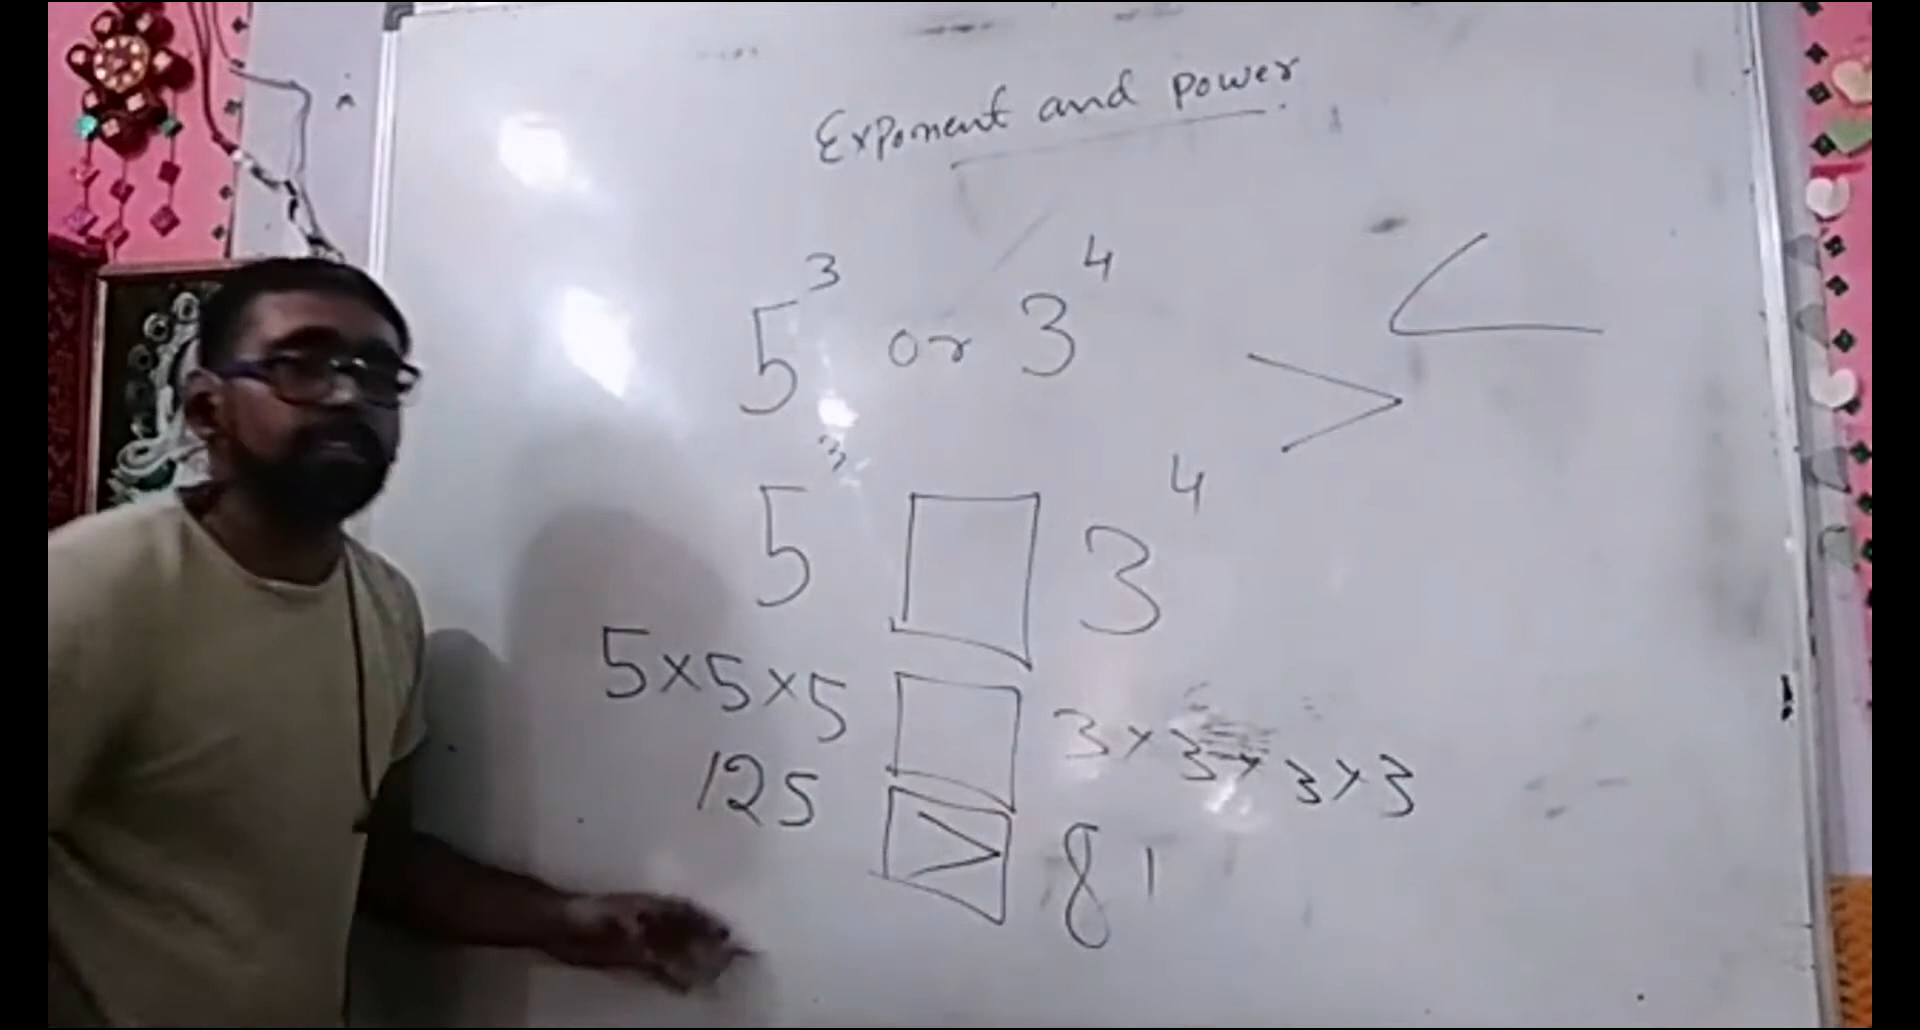 Exponent and power
5³ or 3⁴
> <
5³ □ 3⁴
5×5×5 □ 3×3×3×3
125 > 81